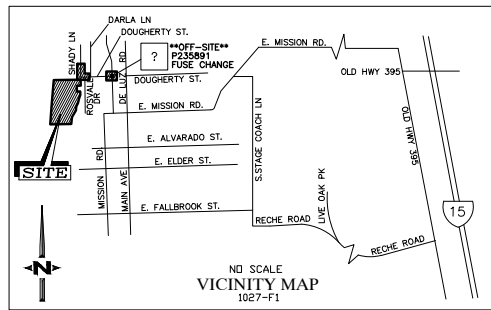 DARLA LN
DOUGHERTY ST.
SHADY LN
ROSVALL DR
DE LUZ RD
?
**OFF-SITE**
P235891
FUSE CHANGE
DOUGHERTY ST.
E. MISSION RD.
OLD HWY 395
E. MISSION RD.
E. ALVARADO ST.
E. ELDER ST.
SITE
MISSION RD.
MAIN AVE
S.STAGE COACH LN
OLD HWY 395
15
E. FALLBROOK ST.
LIVE OAK PK
RECHE ROAD
RECHE ROAD
N
NO SCALE
VICINITY MAP
1027-F1